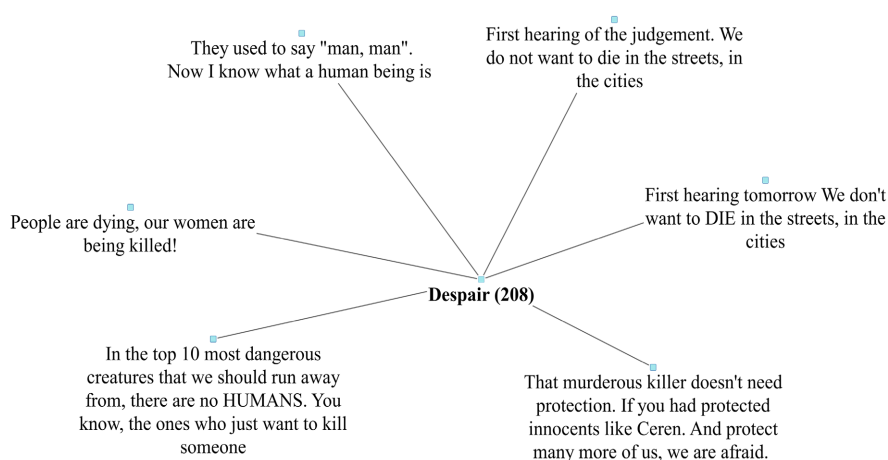 They used to say "man, man".
Now I know what a human being is
First hearing of the judgement. We
do not want to die in the streets, in
the cities
People are dying, our women are
being killed!
First hearing tomorrow We don't
want to DIE in the streets, in the
cities
Despair (208)
In the top 10 most dangerous
creatures that we should run away
from, there are no HUMANS. You
know, the ones who just want to kill
someone
That murderous killer doesn't need
protection. If you had protected
innocents like Ceren. And protect
many more of us, we are afraid.